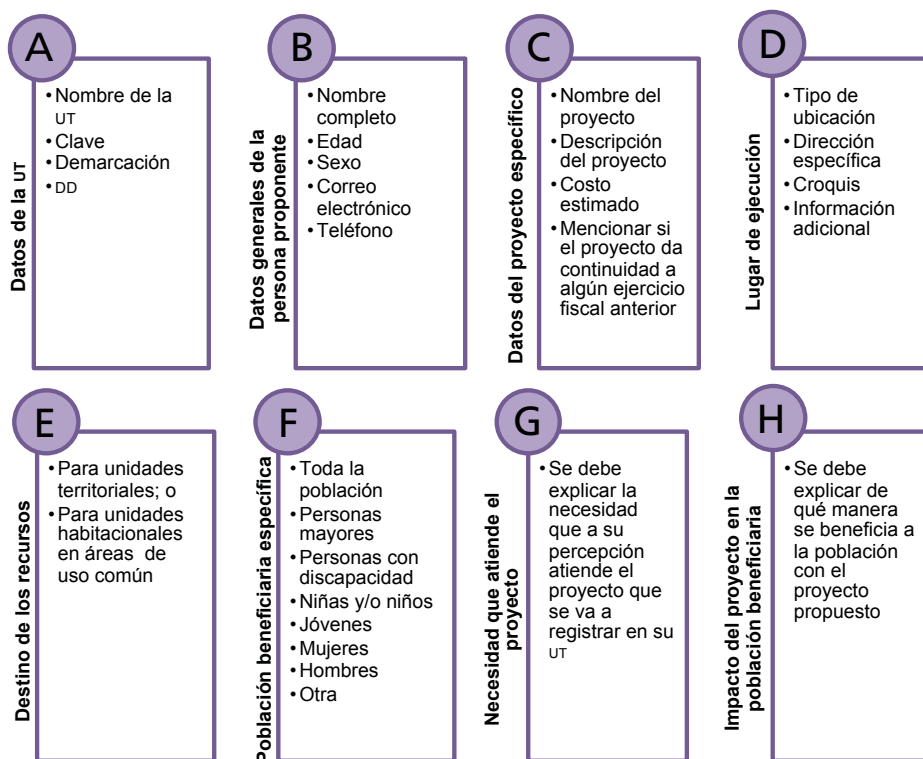 A
Datos de la UT
• Nombre de la
UT
• Clave
• Demarcación
• DD
B
Datos generales de la
persona proponente
• Nombre
completo
• Edad
• Sexo
• Correo
electrónico
• Teléfono
C
Datos del proyecto específico
• Nombre del
proyecto
• Descripción
del proyecto
• Costo
estimado
• Mencionar si
el proyecto da
continuidad a
algún ejercicio
fiscal anterior
D
Lugar de ejecución
• Tipo de
ubicación
• Dirección
específica
• Croquis
• Información
adicional
E
Destino de los recursos
• Para unidades
territoriales; o
• Para unidades
habitacionales
en áreas de
uso común
F
Población beneficiaria específica
• Toda la
población
• Personas
mayores
• Personas con
discapacidad
• Niñas y/o niños
• Jóvenes
• Mujeres
• Hombres
• Otra
G
Necesidad que atiende el
proyecto
• Se debe
explicar la
necesidad
que a su
percepción
atiende el
proyecto que
se va a
registrar en su
UT
H
Impacto del proyecto en la
población beneficiaria
• Se debe
explicar de
qué manera
se beneficia a
la población
con el
proyecto
propuesto